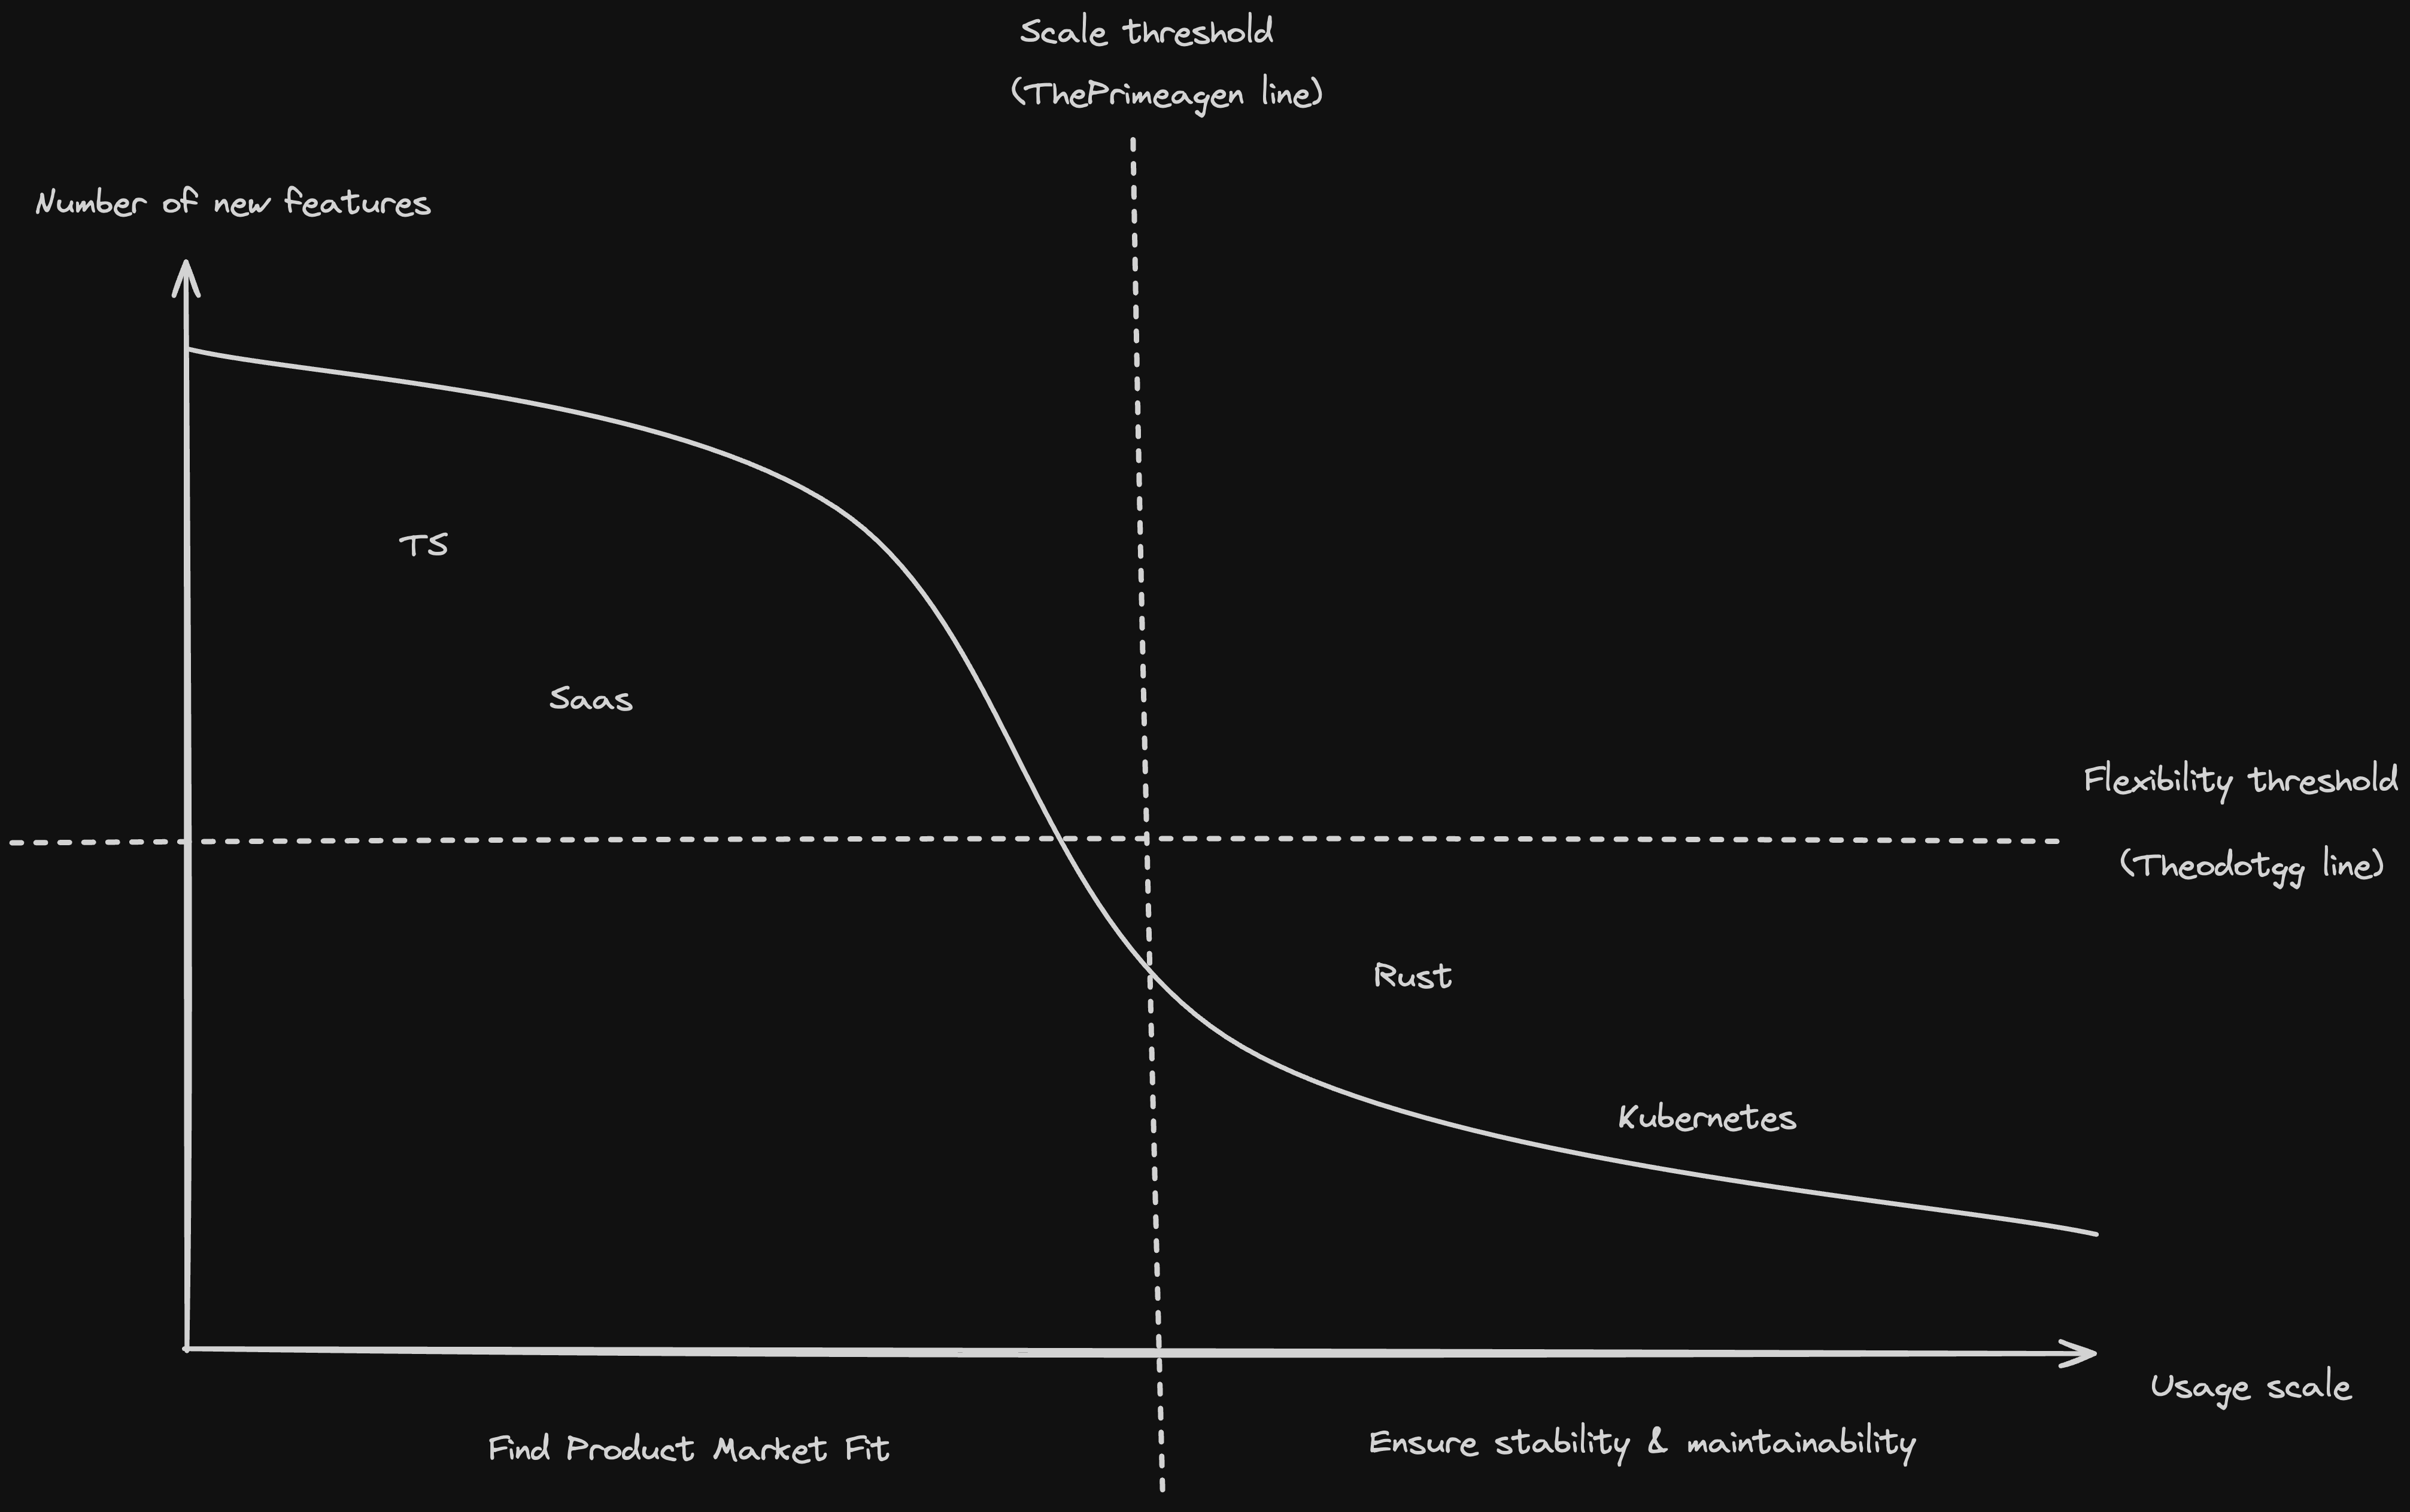 Scale threshold
(ThePrimeagen line)
Number of new features
TS
Saas
Flexibility threshold
(Theodotgg line)
Rust
Kubernetes
Usage scale
Find Product Market Fit
Ensure stability & maintainability